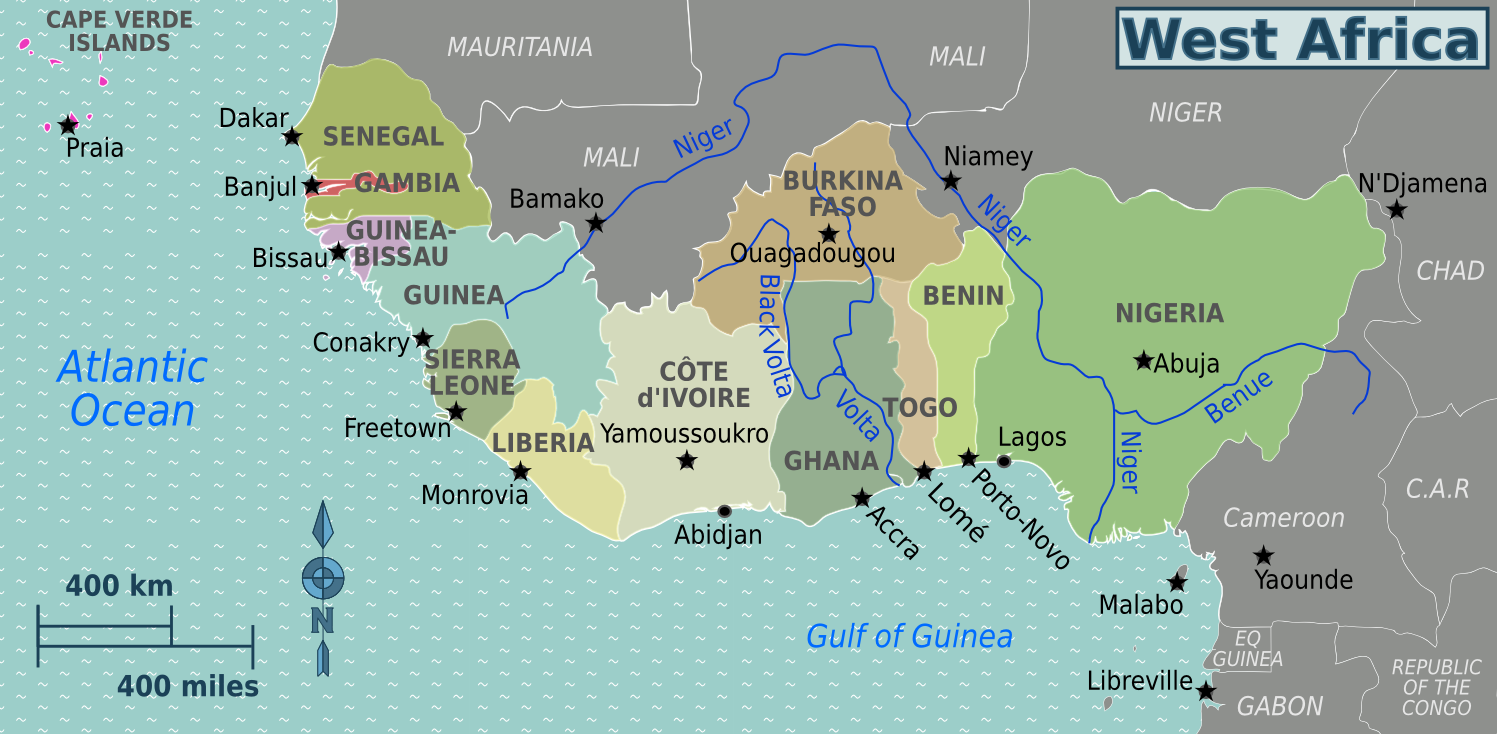 CAPE VERDE
ISLANDS
MAURITANIA
MALI
West Africa
NIGER
Dakar
SENEGAL
Niger
MALI
Praia
Niamey
Banjul
GAMBIA
Bamako
BURKINA
FASO
N'Djamena
GUINEA-
BISSAU
Bissau
Niger
Ouagadougou
CHAD
GUINEA
Black Volta
BENIN
NIGERIA
Conakry
SIERRA
LEONE
Atlantic
Ocean
CÔTE
d'IVOIRE
Abuja
Benue
Volta
TOGO
Freetown
LIBERIA
Yamoussoukro
Lagos
GHANA
Niger
Monrovia
C.A.R
Abidjan
Accra
Lomé
Porto-Novo
Cameroon
400 km
Yaounde
Malabo
N
Gulf of Guinea
EQ
GUINEA
400 miles
Libreville
GABON
REPUBLIC
OF THE
CONGO